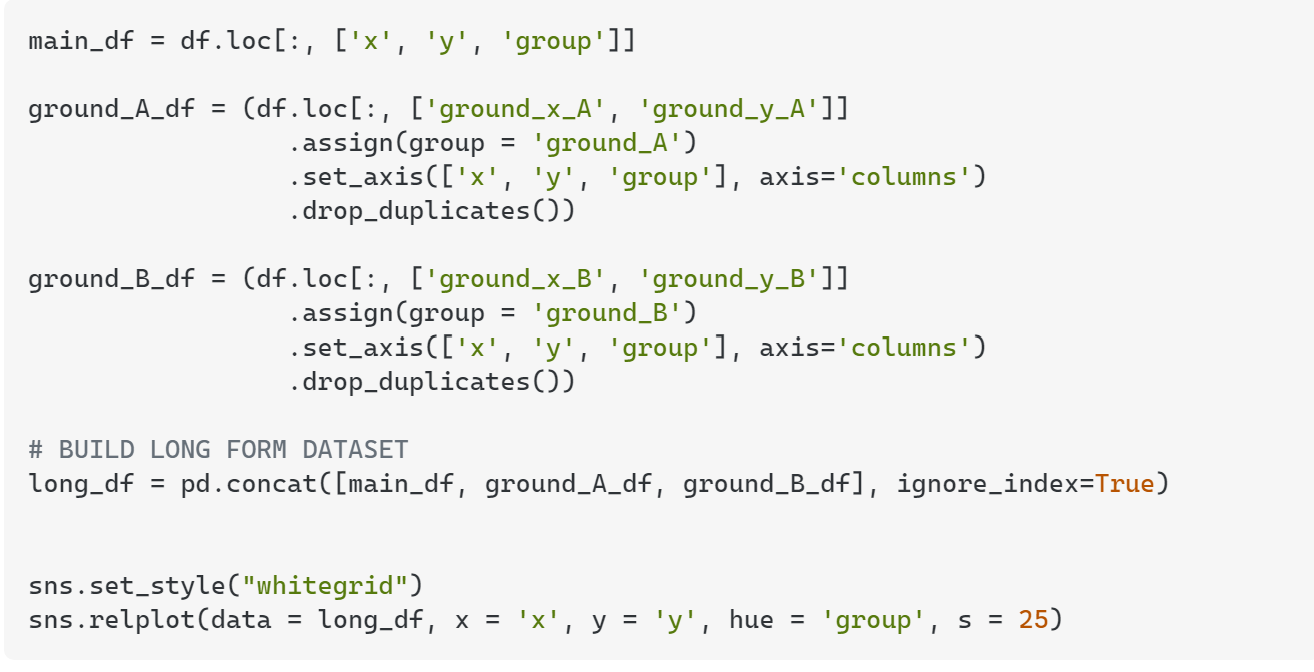 main_df = df.loc[:, ['x', 'y', 'group']]
ground_A_df = (df.loc[:, ['ground_x_A', 'ground_y_A']]
.assign(group = 'ground_A')
.set_axis(['x', 'y', 'group'], axis='columns')
.drop_duplicates())
ground_B_df = (df.loc[:, ['ground_x_B', 'ground_y_B']]
.assign(group = 'ground_B')
.set_axis(['x', 'y', 'group'], axis='columns')
.drop_duplicates())
# BUILD LONG FORM DATASET
long_df = pd.concat([main_df, ground_A_df, ground_B_df], ignore_index=True)
sns.set_style("whitegrid")
sns.relplot(data = long_df, x = 'x', y = 'y', hue = 'group', s = 25)